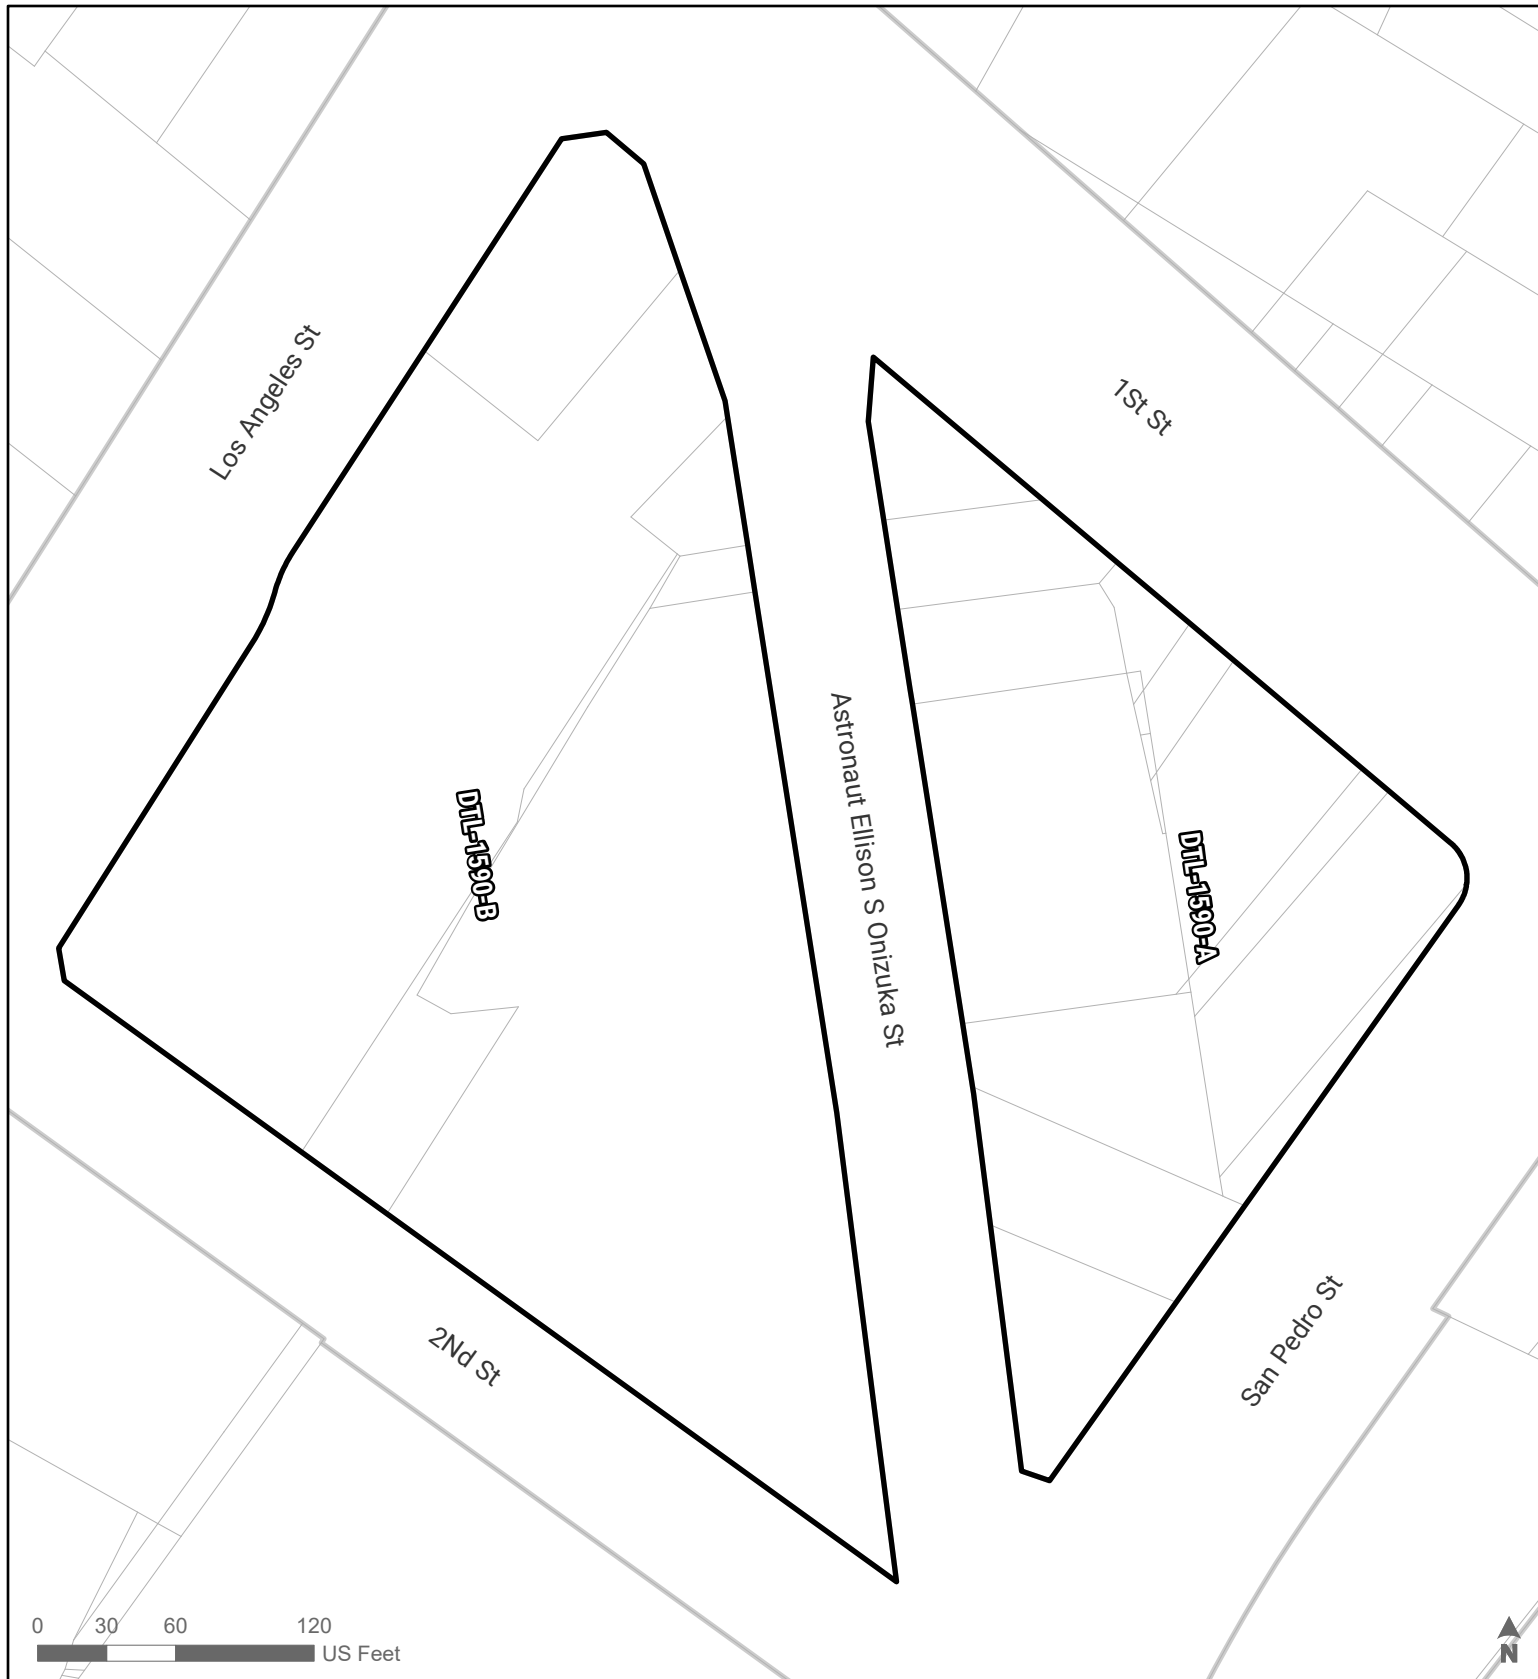 Los Angeles St
1St St
Astronaut Ellison S Onizuka St
DTL-1590-B
DTL-1590-A
2Nd St
San Pedro St
0 30 60 120
US Feet
N